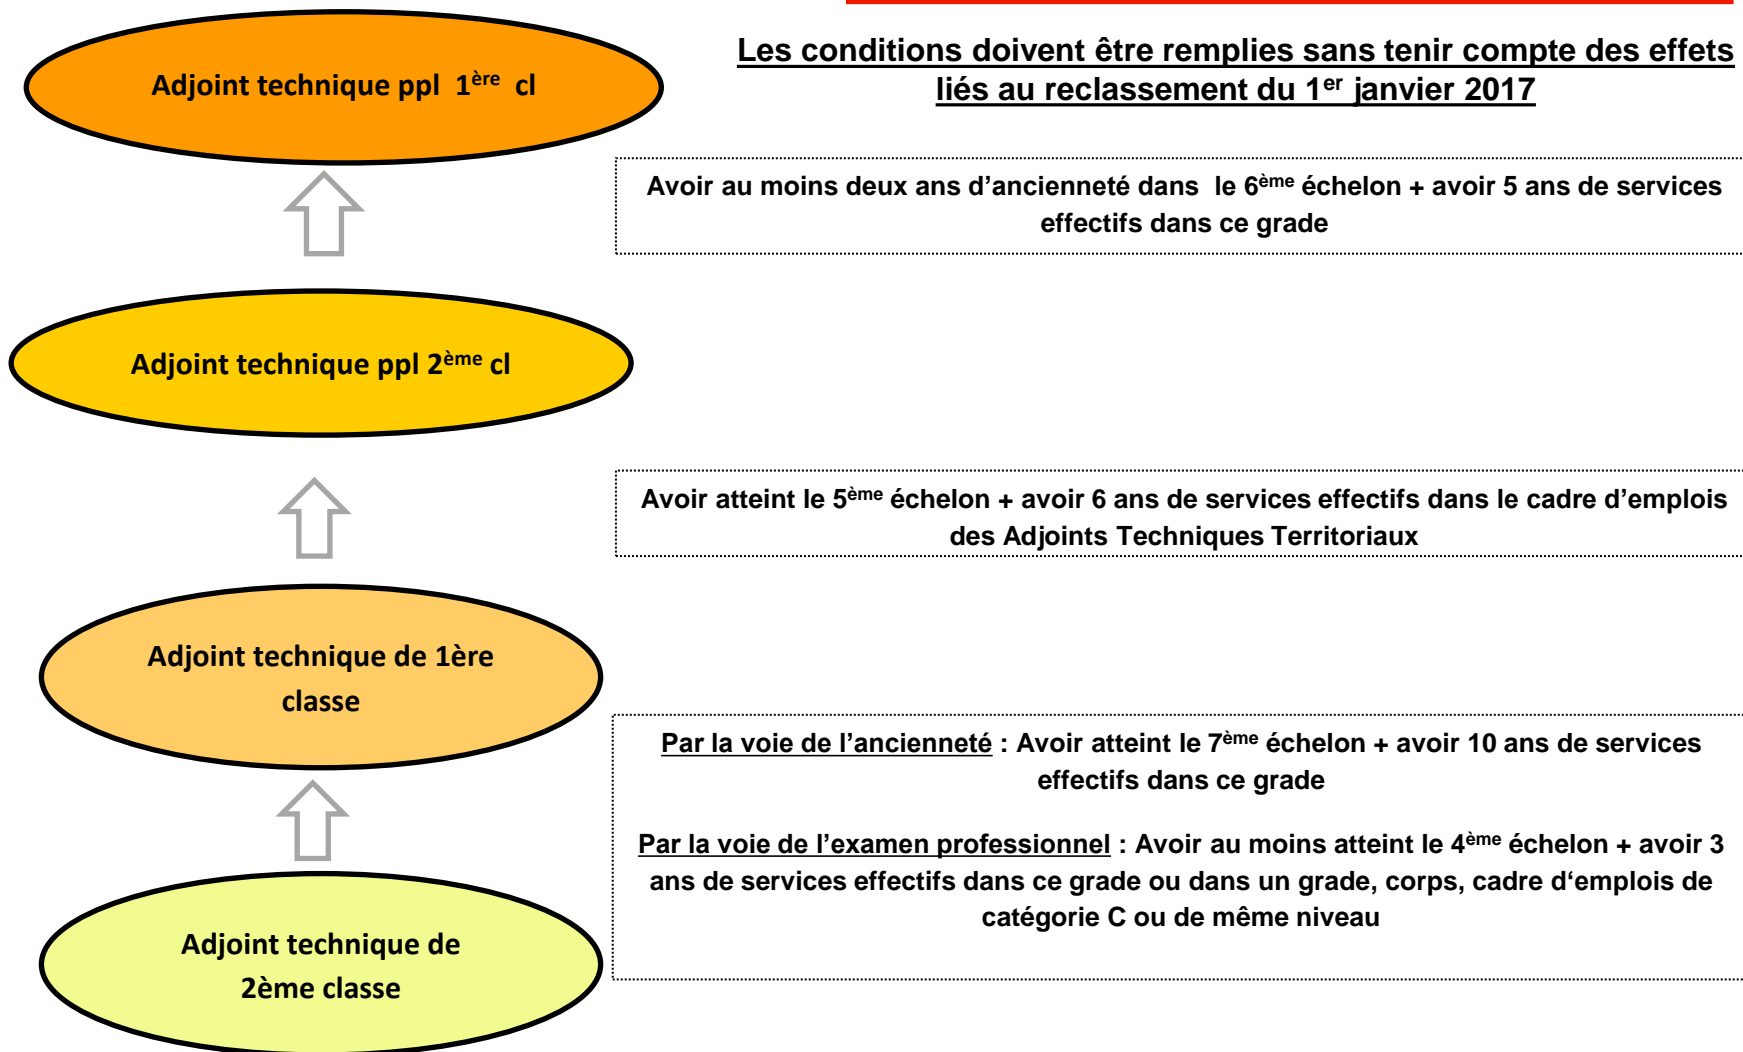 Les conditions doivent être remplies sans tenir compte des effets
liés au reclassement du 1er janvier 2017
Adjoint technique ppl 1ère cl
Avoir au moins deux ans d’ancienneté dans le 6ème échelon + avoir 5 ans de services
effectifs dans ce grade
Adjoint technique ppl 2ème cl
Avoir atteint le 5ème échelon + avoir 6 ans de services effectifs dans le cadre d’emplois
des Adjoints Techniques Territoriaux
Adjoint technique de 1ère
classe
Par la voie de l’ancienneté : Avoir atteint le 7ème échelon + avoir 10 ans de services
effectifs dans ce grade
Par la voie de l’examen professionnel : Avoir au moins atteint le 4ème échelon + avoir 3
ans de services effectifs dans ce grade ou dans un grade, corps, cadre d‘emplois de
catégorie C ou de même niveau
Adjoint technique de
2ème classe